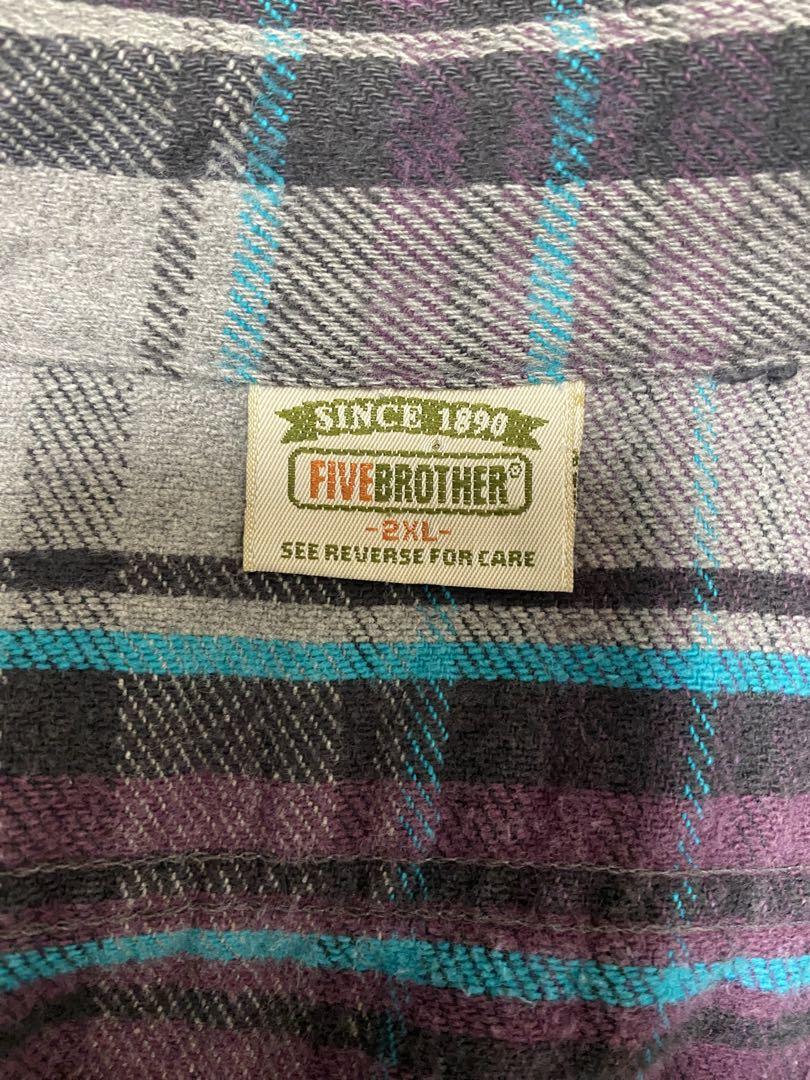 SINCE 1890
FIVEBROTHER®
-2XL-
SEE REVERSE FOR CARE